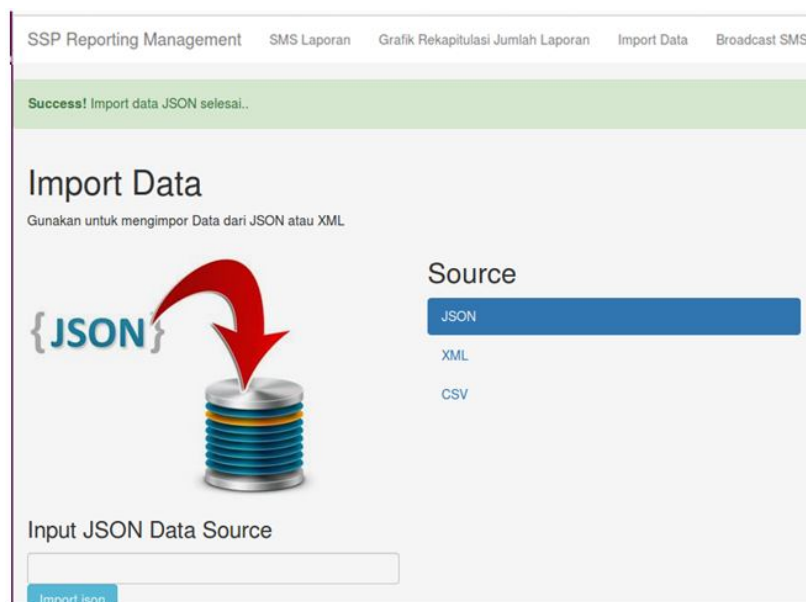 SSP Reporting Management SMS Laporan Grafik Rekapitulasi Jumlah Laporan Import Data Broadcast SMS
Success! Import data JSON selesai..
Import Data
Gunakan untuk mengimpor Data dari JSON atau XML
{JSON}
Source
JSON
XML
CSV
Input JSON Data Source
Import json